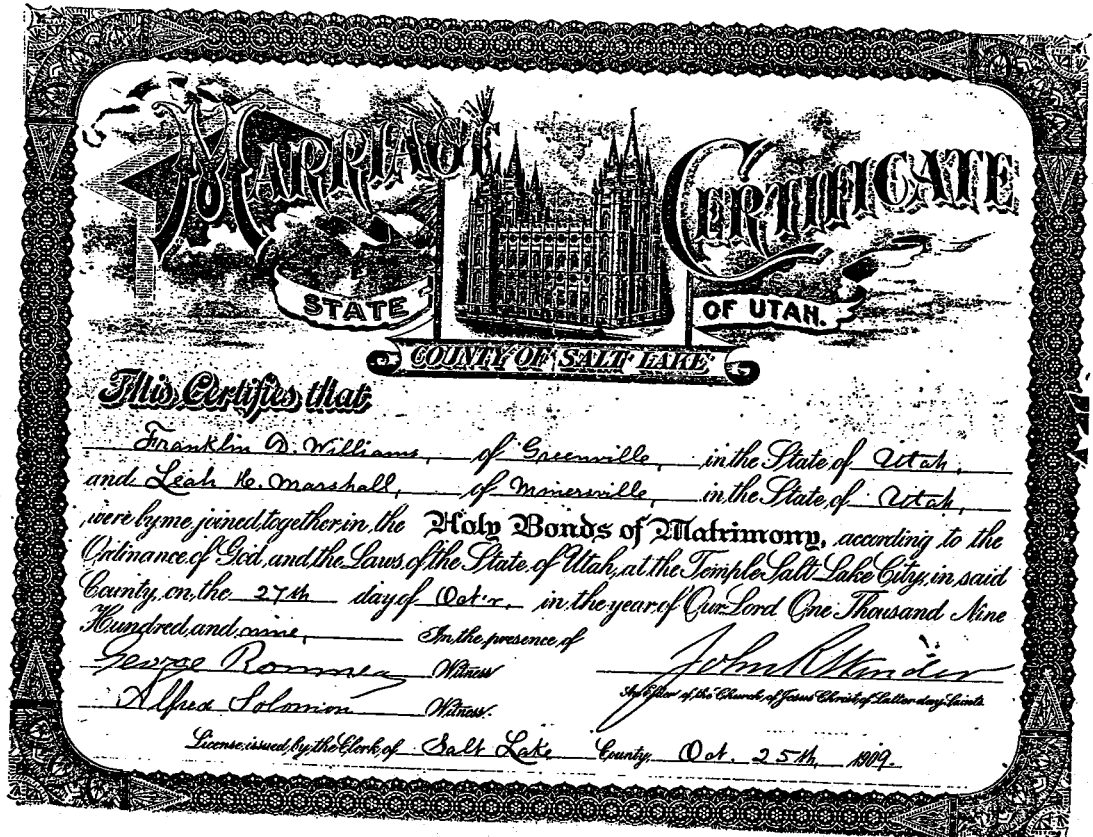 MARRIAGE CERTIFICATE
STATE OF UTAH.
COUNTY OF SALT LAKE
This Certifies that
Franklin D. Williams, of Greenville, in the State of Utah,
and Leah H. Marshall, of Minersville, in the State of Utah,
were by me joined together in the Holy Bonds of Matrimony, according to the
Ordinance of God and the Laws of the State of Utah, at the Temple Salt Lake City, in said
County, on the 27th day of Oct'r, in the year of Our Lord One Thousand Nine
Hundred and nine, In the presence of
George Romney Witness
John R Winder
An Elder of the Church of Jesus Christ of Latter day Saints.
Alfred Solomon Witness.
License issued by the Clerk of Salt Lake County, Oct. 25th 1909.